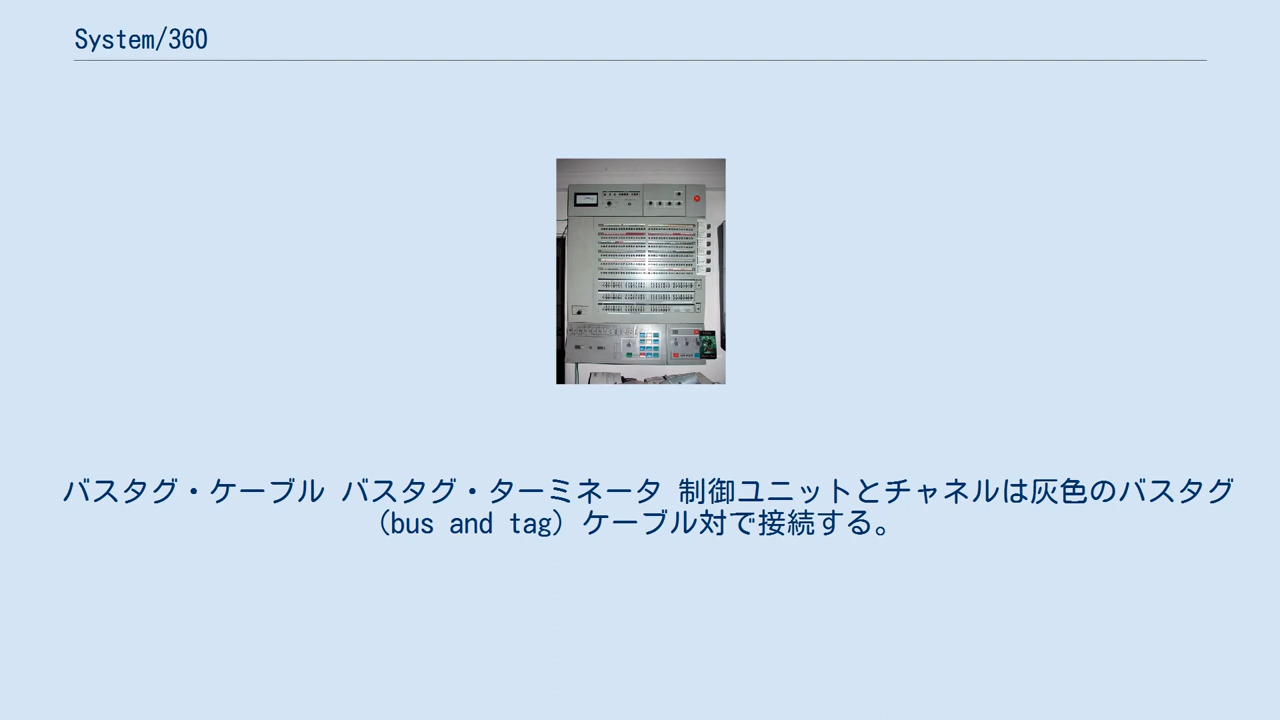 System/360
バスタグ・ケーブル バスタグ・ターミネータ 制御ユニットとチャネルは灰色のバスタグ
(bus and tag) ケーブル対で接続する。